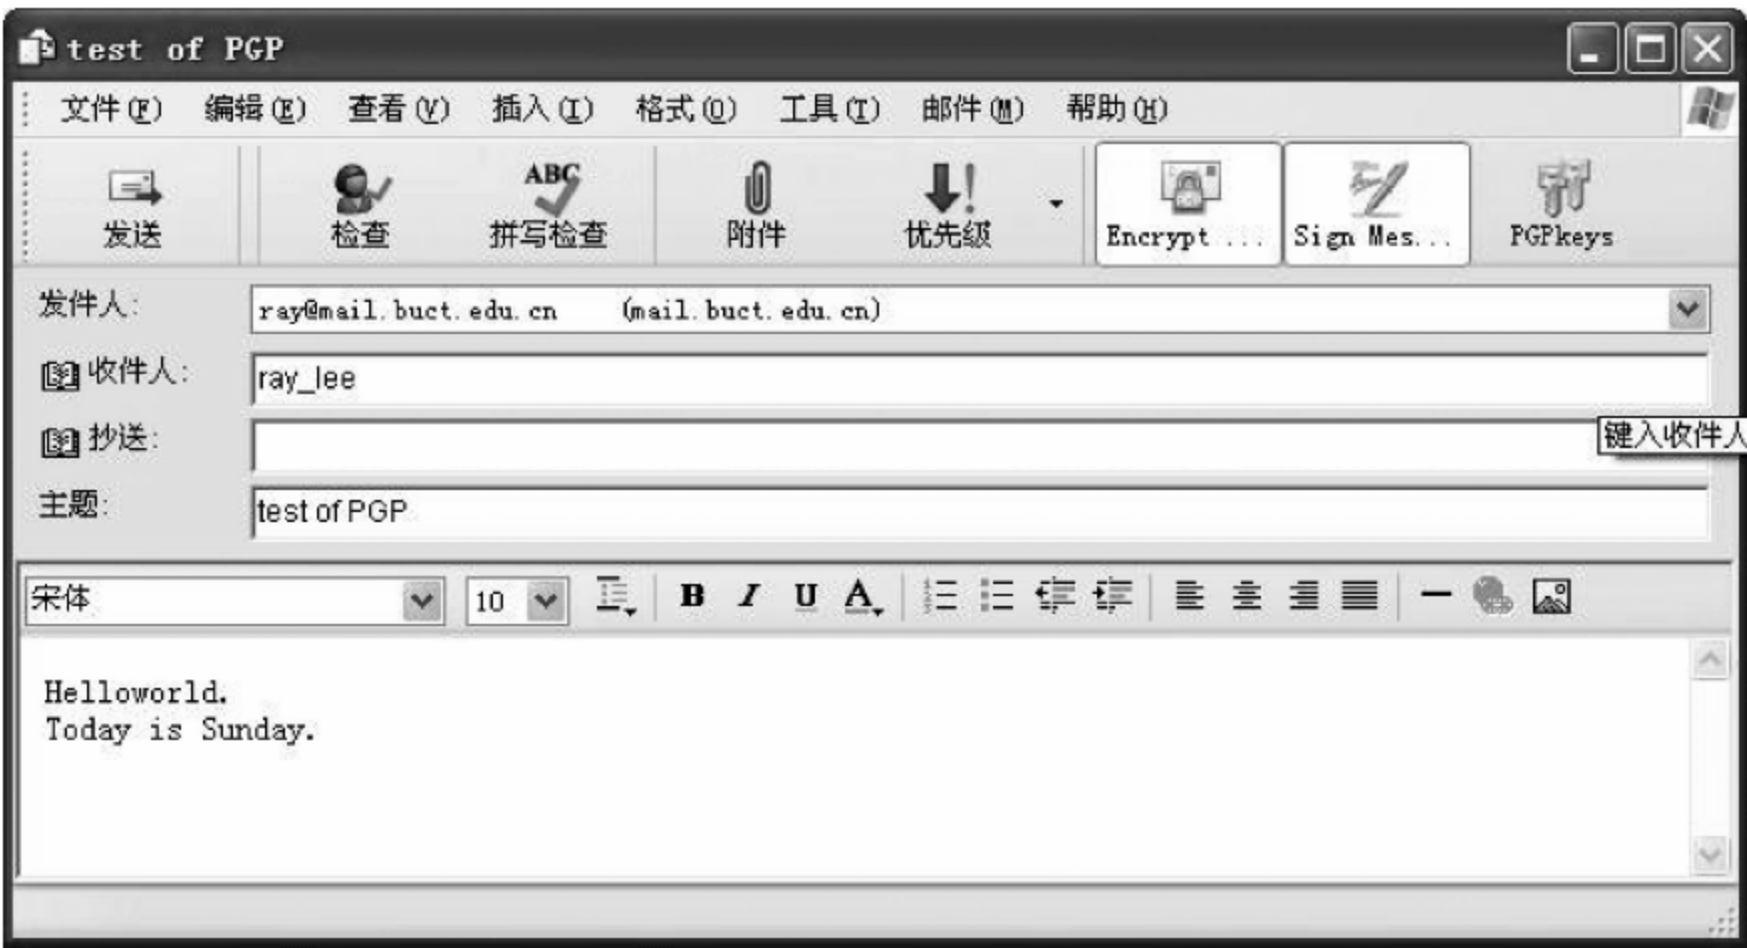 test of PGP
文件(F) 编辑(E) 查看(V) 插入(I) 格式(O) 工具(T) 邮件(M) 帮助(H)
发送 检查 拼写检查 附件 优先级 Encrypt ... Sign Mes... PGPkeys
ABC
发件人: ray@mail.buct.edu.cn (mail.buct.edu.cn)
收件人: ray_lee
抄送:
键入收件人
主题: test of PGP
宋体 10 B I U A
Helloworld.
Today is Sunday.